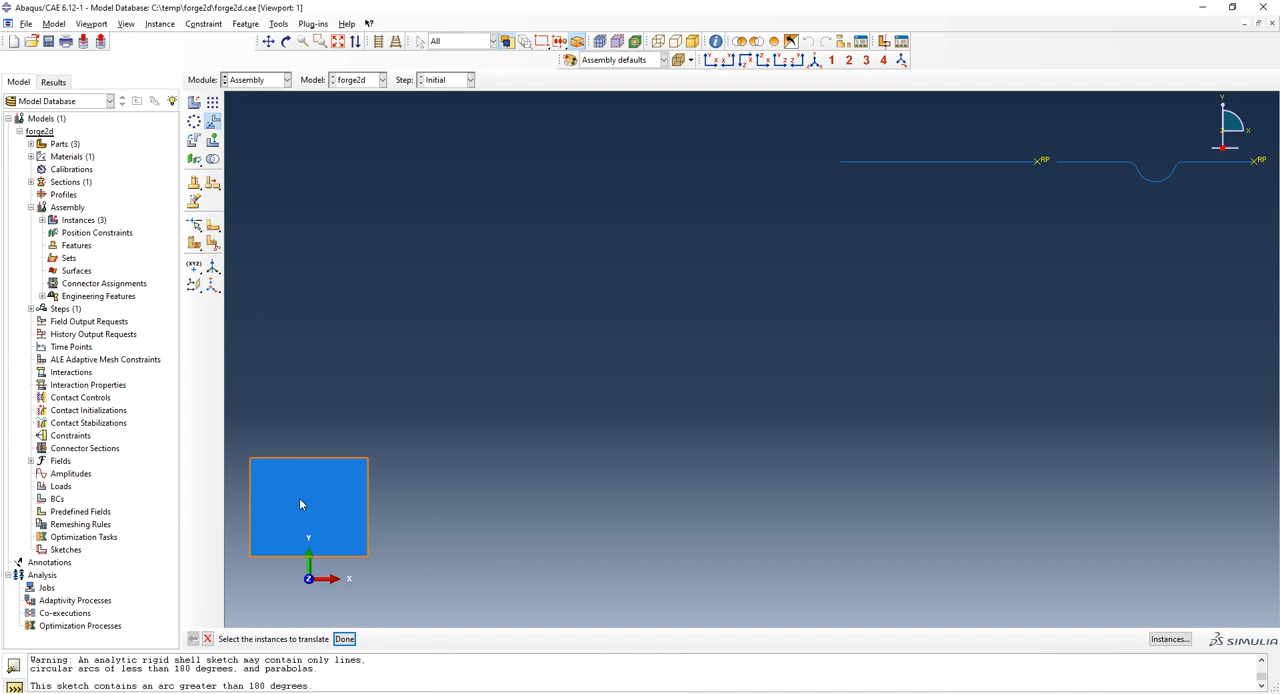 Abaqus/CAE 6.12-1 - Model Database: C:\temp\forge2d\forge2d.cae [Viewport: 1]
File Model Viewport View Instance Constraint Feature Tools Plug-ins Help
All
Assembly defaults 1 2 3 4
Model Results Module: Assembly Model: forge2d Step: Initial
Model Database
Models (1)
forge2d
Parts (3)
Materials (1)
Calibrations
Sections (1)
Profiles
Assembly
Instances (3)
Position Constraints
Features
Sets
Surfaces
Connector Assignments
Engineering Features
Steps (1)
Field Output Requests
History Output Requests
Time Points
ALE Adaptive Mesh Constraints
Interactions
Interaction Properties
Contact Controls
Contact Initializations
Contact Stabilizations
Constraints
Connector Sections
Fields
Amplitudes
Loads
BCs
Predefined Fields
Remeshing Rules
Optimization Tasks
Sketches
Annotations
Analysis
Jobs
Adaptivity Processes
Co-executions
Optimization Processes
(XYZ)
Y
X
RP RP
Y
Z X
Select the instances to translate Done Instances... SIMULIA
Warning: An analytic rigid shell sketch may contain only lines,
circular arcs of less than 180 degrees, and parabolas.
This sketch contains an arc greater than 180 degrees.
>>>